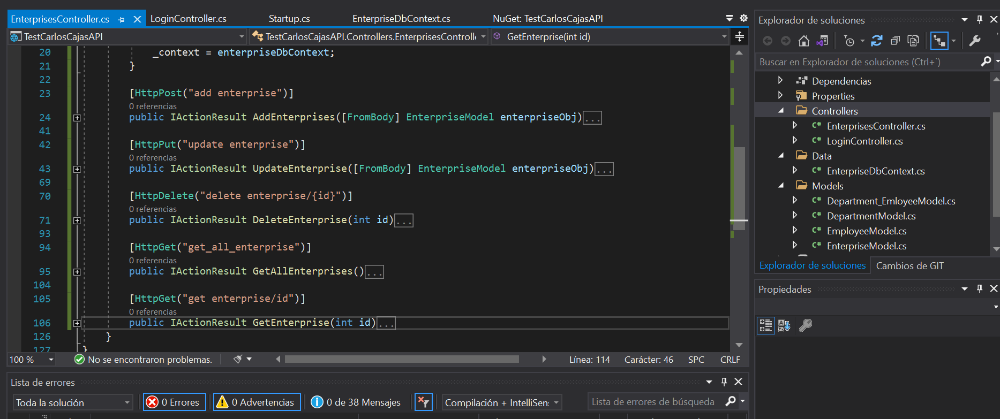 EnterprisesController.cs
LoginController.cs
Startup.cs
EnterpriseDbContext.cs
NuGet: TestCarlosCajasAPI
TestCarlosCajasAPI
TestCarlosCajasAPI.Controllers.EnterprisesControlle
GetEnterprise(int id)
20 _context = enterpriseDbContext;
21 }
22
23 [HttpPost("add enterprise")]
0 referencias
24 public IActionResult AddEnterprises([FromBody] EnterpriseModel enterpriseObj)...
41
42 [HttpPut("update enterprise")]
0 referencias
43 public IActionResult UpdateEnterprise([FromBody] EnterpriseModel enterpriseObj)...
69
70 [HttpDelete("delete enterprise/{id}")]
0 referencias
71 public IActionResult DeleteEnterprise(int id)...
93
94 [HttpGet("get_all_enterprise")]
0 referencias
95 public IActionResult GetAllEnterprises()...
104
105 [HttpGet("get enterprise/id")]
0 referencias
106 public IActionResult GetEnterprise(int id)...
126 }
127 }
100 %
No se encontraron problemas.
Línea: 114
Carácter: 46
SPC
CRLF
Lista de errores
Toda la solución
0 Errores
0 Advertencias
0 de 38 Mensajes
Compilación + IntelliSen
Lista de errores de búsqueda
Explorador de soluciones
Buscar en Explorador de soluciones (Ctrl+`)
Dependencias
Properties
Controllers
C# EnterprisesController.cs
C# LoginController.cs
Data
C# EnterpriseDbContext.cs
Models
C# Department_EmloyeeModel.cs
C# DepartmentModel.cs
C# EmployeeModel.cs
C# EnterpriseModel.cs
Explorador de soluciones
Cambios de GIT
Propiedades